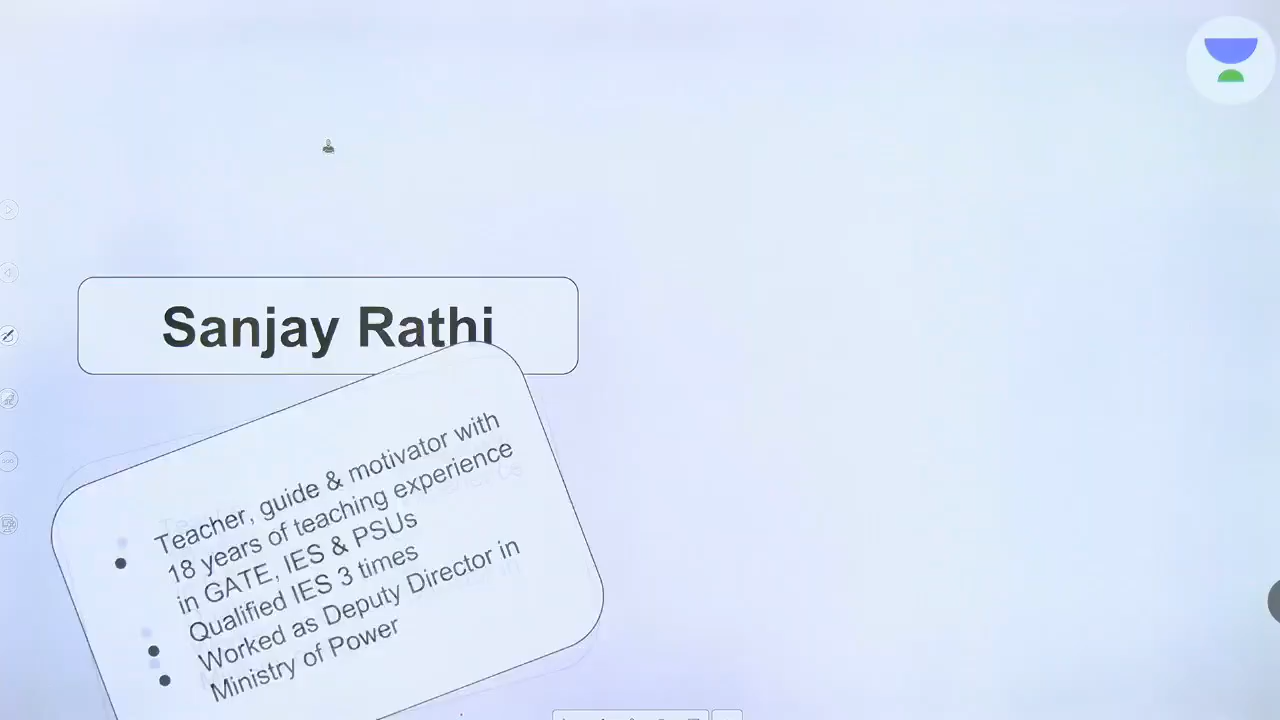 Sanjay Rathi
Teacher, guide & motivator with
18 years of teaching experience
in GATE, IES & PSUs
Qualified IES 3 times
Worked as Deputy Director in
Ministry of Power